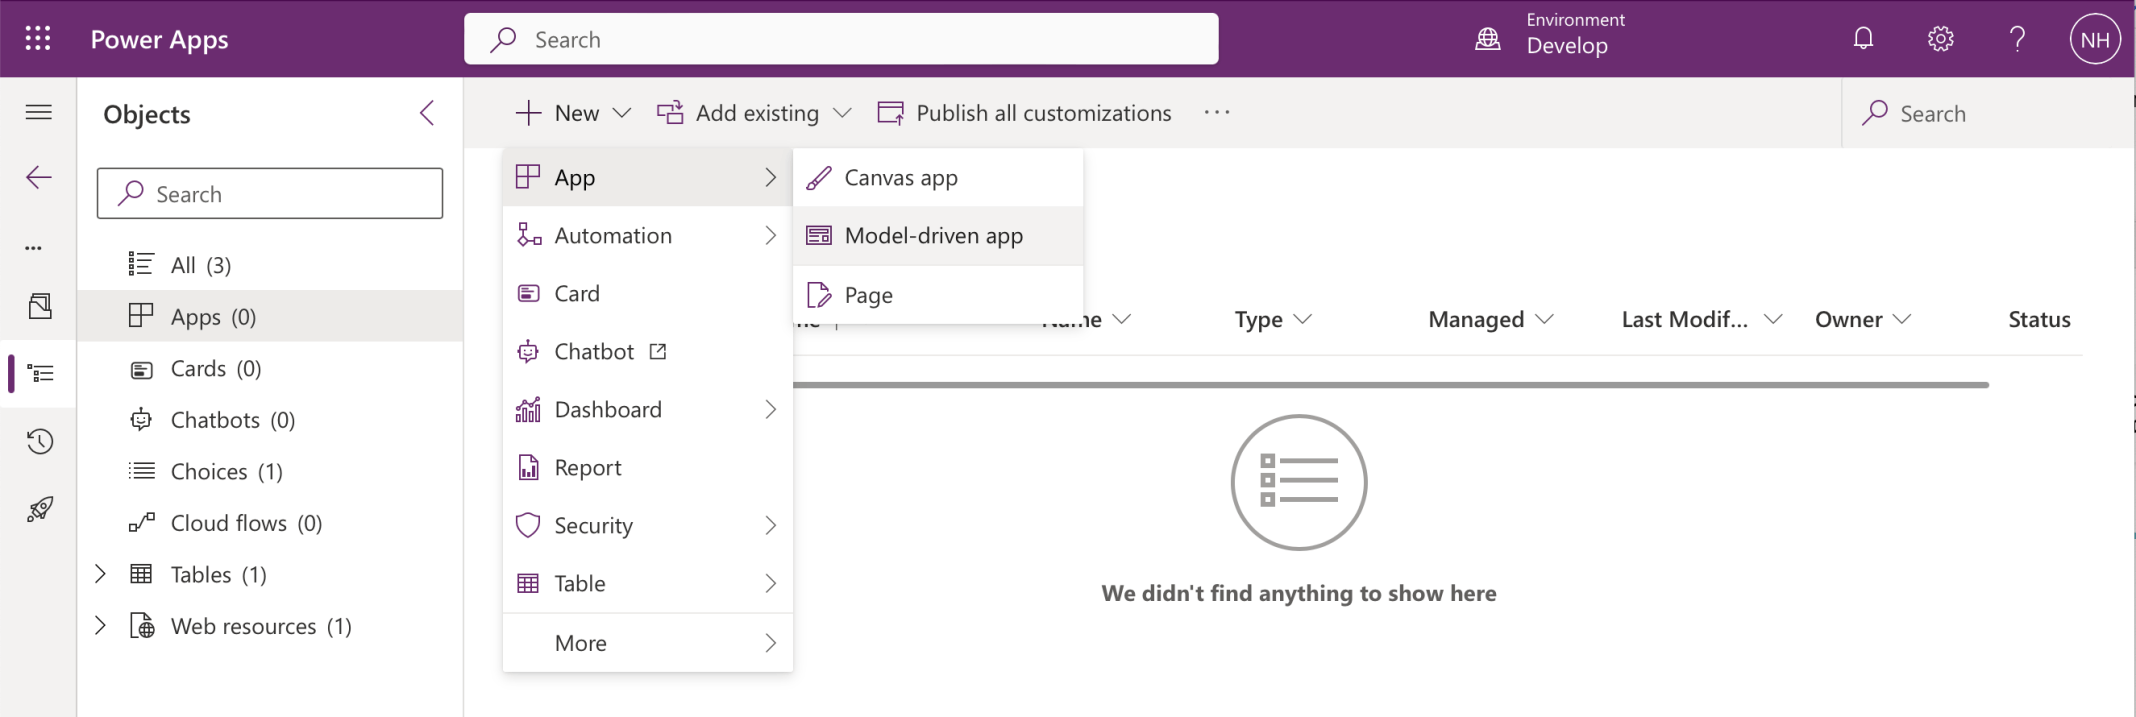 Power Apps
Search
Environment
Develop
NH
Objects
New
Add existing
Publish all customizations
Search
Search
All (3)
Apps (0)
Cards (0)
Chatbots (0)
Choices (1)
Cloud flows (0)
Tables (1)
Web resources (1)
App
Automation
Card
Chatbot
Dashboard
Report
Security
Table
More
Canvas app
Model-driven app
Page
Name
Type
Managed
Last Modif...
Owner
Status
We didn't find anything to show here